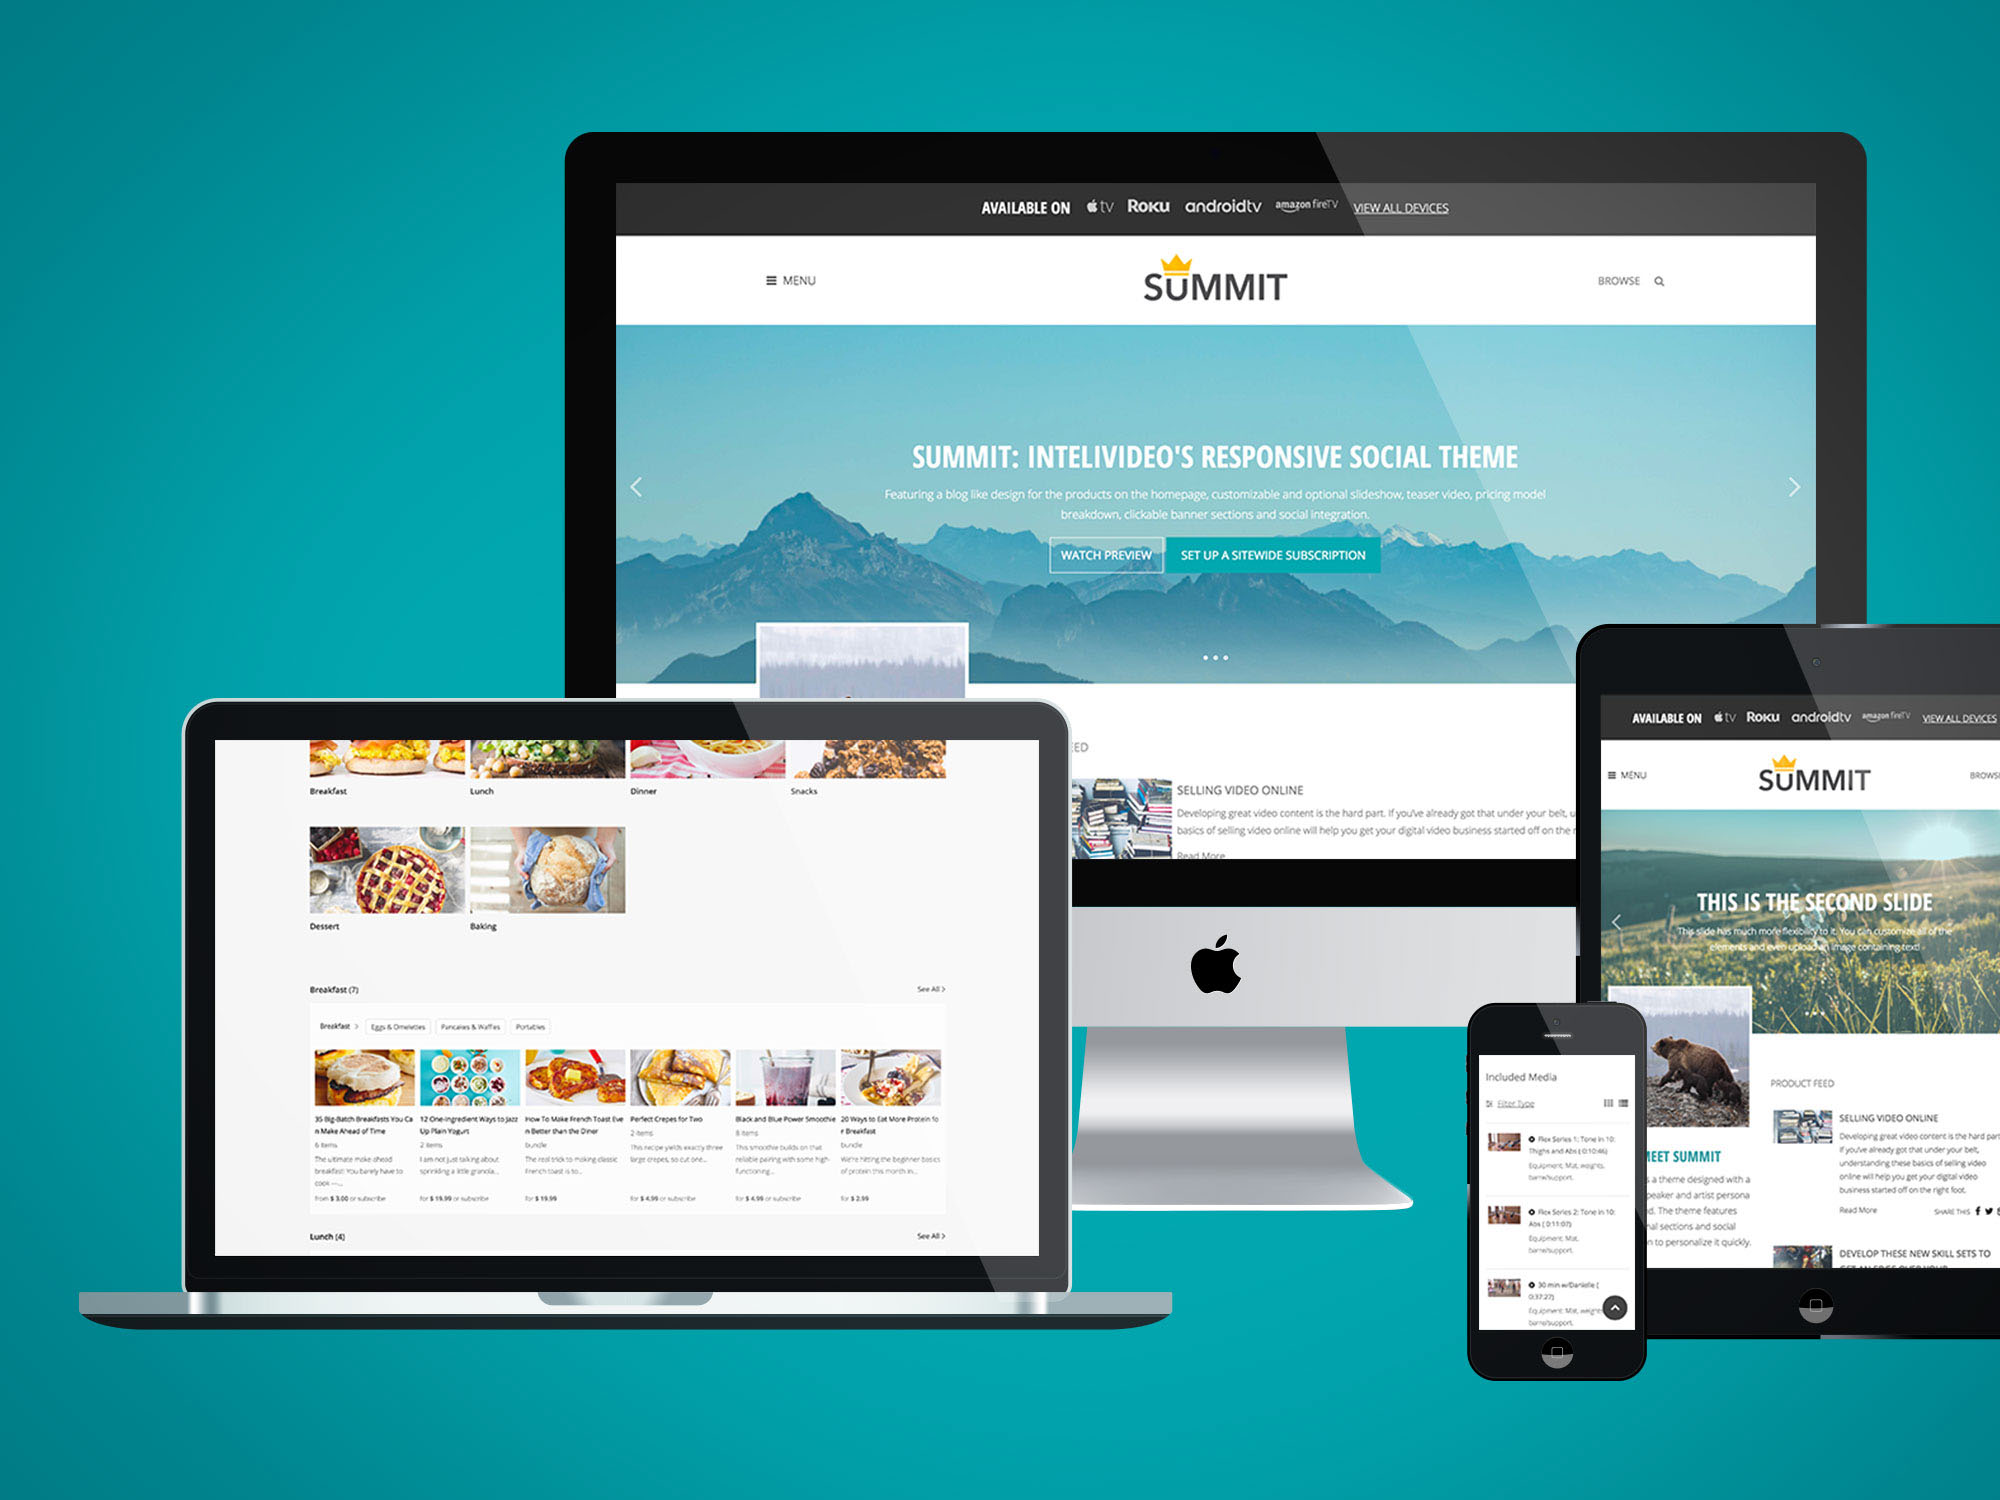 AVAILABLE ON tv Roku androidtv amazon fireTV VIEW ALL DEVICES
MENU
SUMMIT
BROWSE
SUMMIT: INTELIVIDEO'S RESPONSIVE SOCIAL THEME
Featuring a blog like design for the products on the homepage, customizable and optional slideshow, teaser video, pricing model
breakdown, clickable banner sections and social integration.
WATCH PREVIEW
SET UP A SITEWIDE SUBSCRIPTION
ED
SELLING VIDEO ONLINE
Developing great video content is the hard part. If you've already got that under your belt, u
basics of selling video online will help you get your digital video business started off on the r
Read More
Breakfast
Lunch
Dinner
Snacks
Dessert
Baking
Breakfast (7)
See All >
Breakfast >
Eggs & Omelettes
Pancakes & Waffles
Portables
35 Big-Batch Breakfasts You Ca
n Make Ahead of Time
6 items
The ultimate make ahead
breakfast! You barely have to
cook —...
from $ 3.00 or subscribe
12 One-Ingredient Ways to Jazz
Up Plain Yogurt
2 items
I am not just talking about
sprinkling a little granola...
for $ 19.99 or subscribe
How To Make French Toast Eve
n Better than the Diner
bundle
The real trick to making classic
French toast is to...
for $ 19.99
Perfect Crepes for Two
2 items
This recipe yields exactly three
large crepes, so cut one...
for $ 4.99 or subscribe
Black and Blue Power Smoothie
8 items
This smoothie builds on that
reliable pairing with some high-
functioning...
for $ 4.99 or subscribe
20 Ways to Eat More Protein fo
r Breakfast
bundle
We're hitting the beginner basics
of protein this month in...
for $ 2.99
Lunch (4)
See All >
AVAILABLE ON tv Roku androidtv amazon fireTV VIEW ALL DEVICES
MENU
SUMMIT
BROWS
THIS IS THE SECOND SLIDE
This slide has much more flexibility to it. You can customize all of the
elements and even upload an image containing text!
PRODUCT FEED
SELLING VIDEO ONLINE
Developing great video content is the hard part
If you've already got that under your belt,
understanding these basics of selling video
online will help you get your digital video
business started off on the right foot.
Read More
SHARE THIS
DEVELOP THESE NEW SKILL SETS TO
GET AN EDGE OVER YOUR
MEET SUMMIT
s a theme designed with a
peaker and artist persona
d. The theme features
nal sections and social
n to personalize it quickly.
Included Media
Filter Type
Flex Series 1: Tone in 10:
Thighs and Abs ( 0:10:46)
Equipment: Mat, weights,
barre/support.
Flex Series 2: Tone in 10:
Abs ( 0:11:07)
Equipment: Mat,
barre/support.
30 min w/Danielle (
0:37:27)
Equipment: Mat, weights
barre/support.